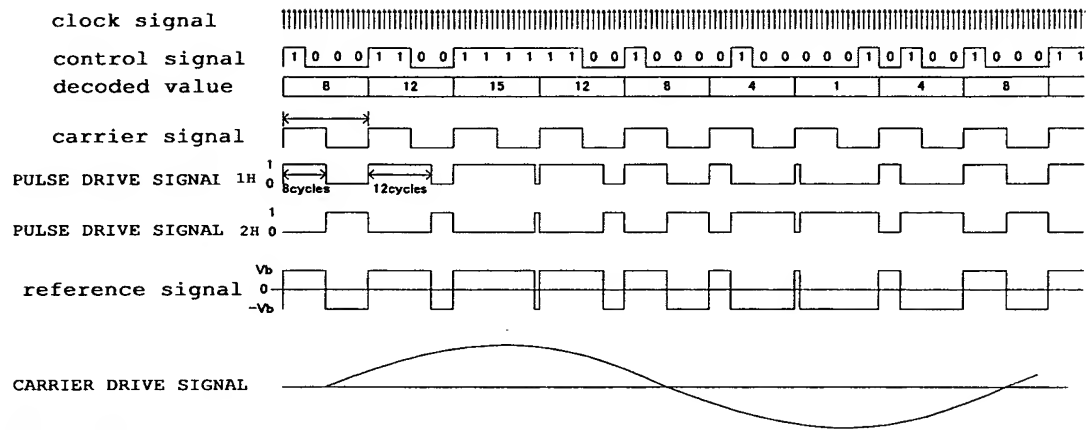 clock signal
control signal 1 0 0 0 1 1 0 0 1 1 1 1 1 1 0 0 1 0 0 0 0 1 0 0 0 0 0 1 0 1 0 0 1 0 0 0 1 1
decoded value 8 12 15 12 8 4 1 4 8
carrier signal
PULSE DRIVE SIGNAL 1H 1 0 8cycles 12cycles
PULSE DRIVE SIGNAL 2H 1 0
reference signal Vb 0 -Vb
CARRIER DRIVE SIGNAL